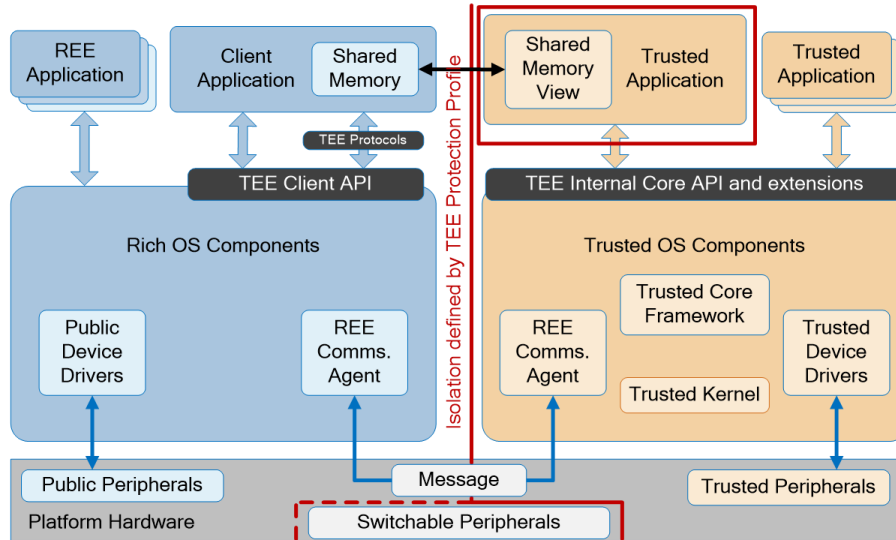 REE
Application
Client
Application
Shared
Memory
Shared
Memory
View
Trusted
Application
Trusted
Application
TEE Protocols
TEE Client API
TEE Internal Core API and extensions
Isolation defined by TEE Protection Profile
Rich OS Components
Trusted OS Components
Public
Device
Drivers
REE
Comms.
Agent
REE
Comms.
Agent
Trusted Core
Framework
Trusted Kernel
Trusted
Device
Drivers
Message
Public Peripherals
Trusted Peripherals
Platform Hardware
Switchable Peripherals